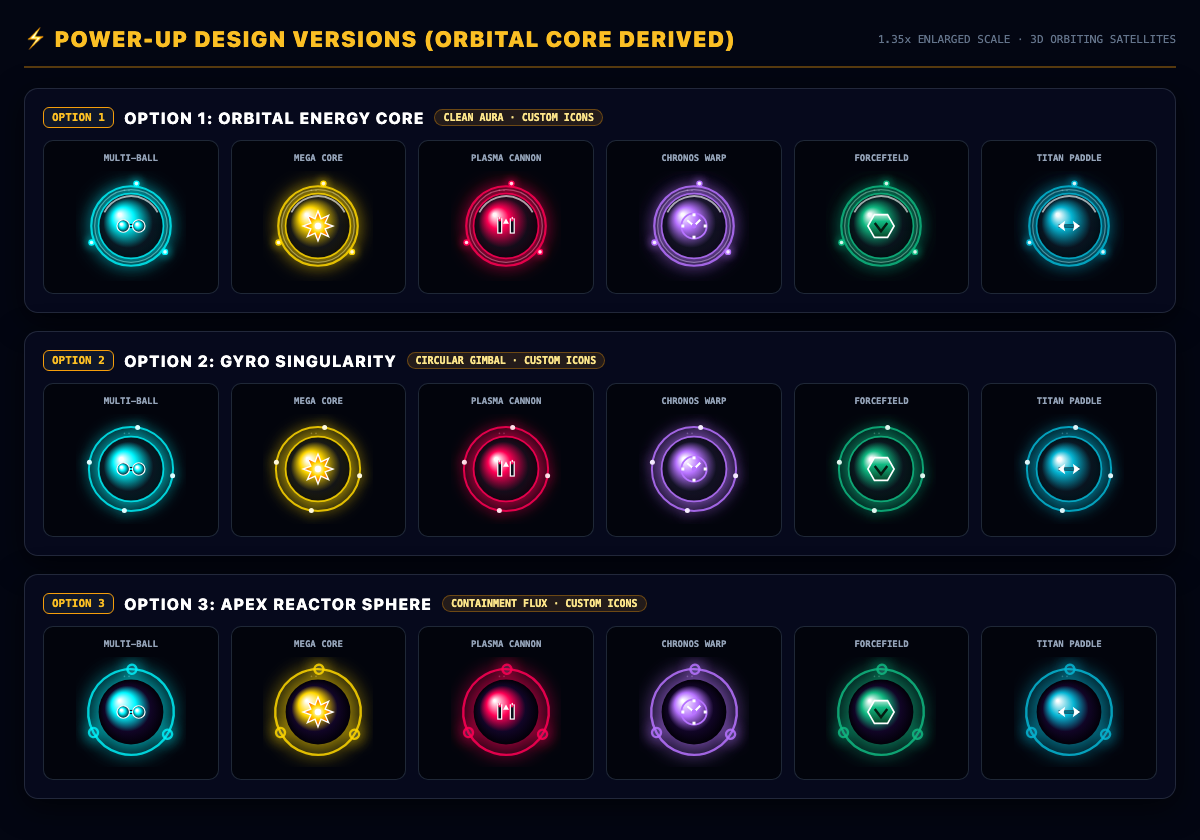 ⚡ POWER-UP DESIGN VERSIONS (ORBITAL CORE DERIVED)
1.35x ENLARGED SCALE · 3D ORBITING SATELLITES
OPTION 1 OPTION 1: ORBITAL ENERGY CORE CLEAN AURA · CUSTOM ICONS
MULTI-BALL MEGA CORE PLASMA CANNON CHRONOS WARP FORCEFIELD TITAN PADDLE
OPTION 2 OPTION 2: GYRO SINGULARITY CIRCULAR GIMBAL · CUSTOM ICONS
MULTI-BALL MEGA CORE PLASMA CANNON CHRONOS WARP FORCEFIELD TITAN PADDLE
OPTION 3 OPTION 3: APEX REACTOR SPHERE CONTAINMENT FLUX · CUSTOM ICONS
MULTI-BALL MEGA CORE PLASMA CANNON CHRONOS WARP FORCEFIELD TITAN PADDLE